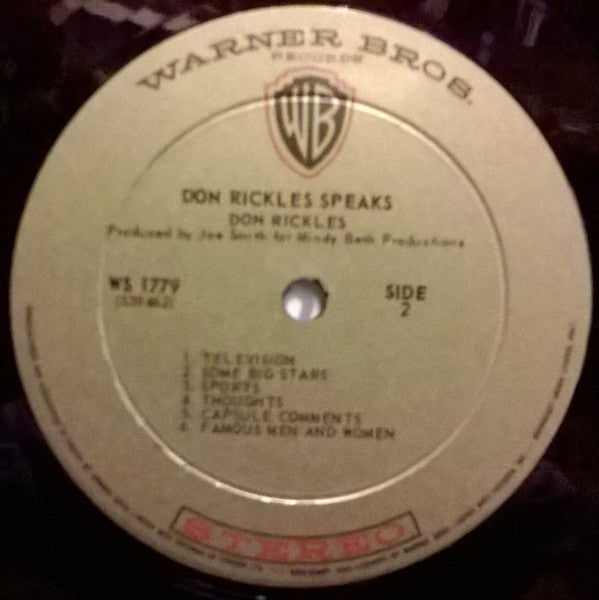 WARNER BROS.
RECORDS
WB
DON RICKLES SPEAKS
DON RICKLES
Produced by Joe Smith for Mindy Beth Productions
WS 1779
SIDE
2
1. TELEVISION
2. SOME BIG STARS
3. SPORTS
4. THOUGHTS
5. CAPSULE COMMENTS
6. FAMOUS MEN AND WOMEN
STEREO